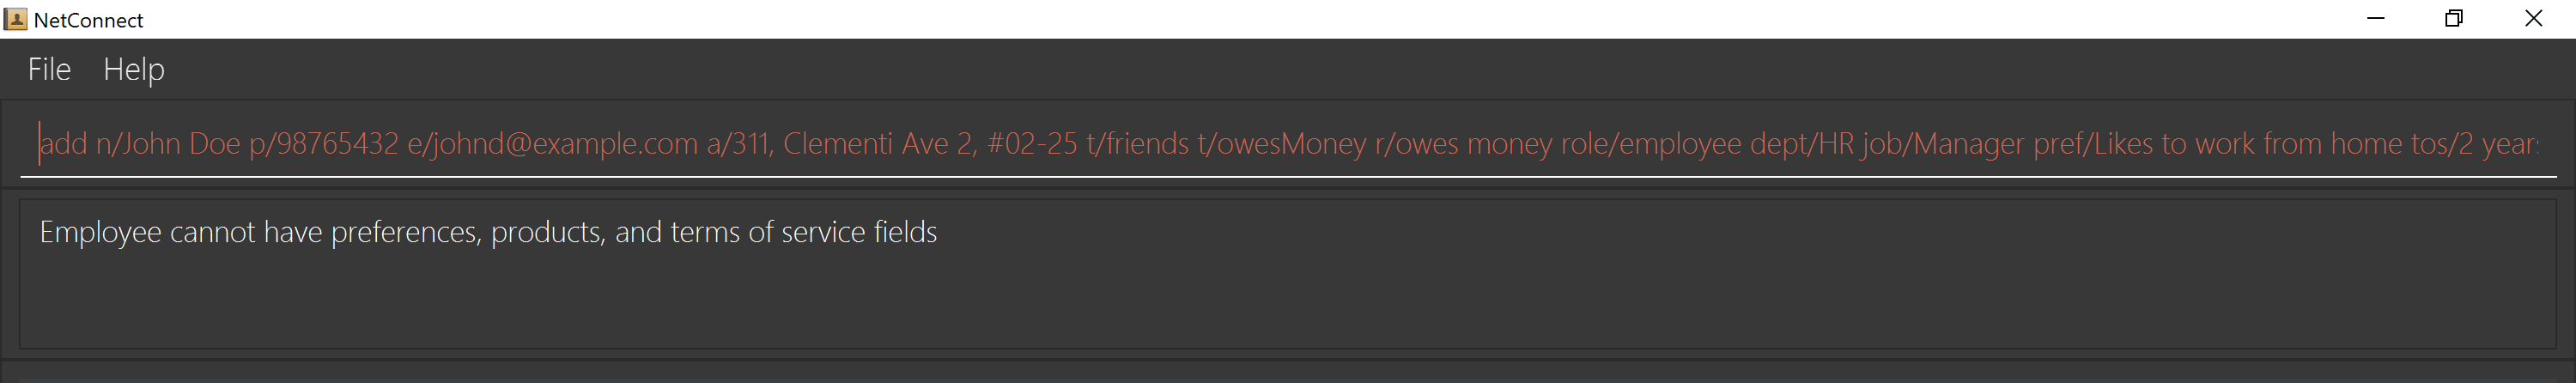 NetConnect
File Help
add n/John Doe p/98765432 e/johnd@example.com a/311, Clementi Ave 2, #02-25 t/friends t/owesMoney r/owes money role/employee dept/HR job/Manager pref/Likes to work from home tos/2 years
Employee cannot have preferences, products, and terms of service fields